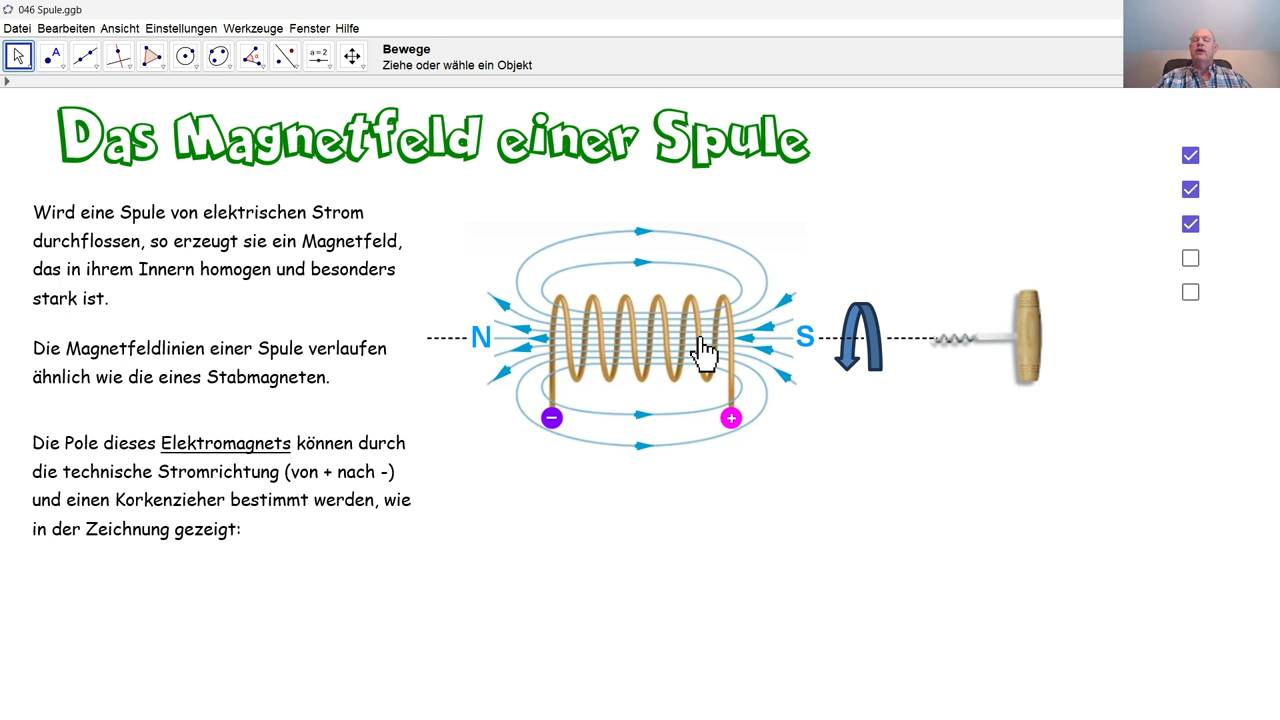 046 Spule.ggb
Datei Bearbeiten Ansicht Einstellungen Werkzeuge Fenster Hilfe
A
a=2
Bewege
Ziehe oder wähle ein Objekt
Das Magnetfeld einer Spule
Wird eine Spule von elektrischen Strom
durchflossen, so erzeugt sie ein Magnetfeld,
das in ihrem Innern homogen und besonders
stark ist.
Die Magnetfeldlinien einer Spule verlaufen
ähnlich wie die eines Stabmagneten.
Die Pole dieses Elektromagnets können durch
die technische Stromrichtung (von + nach -)
und einen Korkenzieher bestimmt werden, wie
in der Zeichnung gezeigt:
N
S
− +